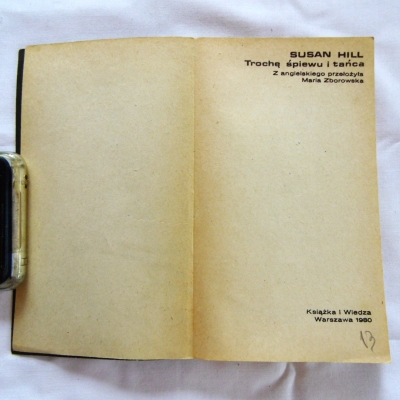 SUSAN HILL
Trochę śpiewu i tańca
Z angielskiego przełożyła
Maria Zborowska
Książka i Wiedza
Warszawa 1980
13